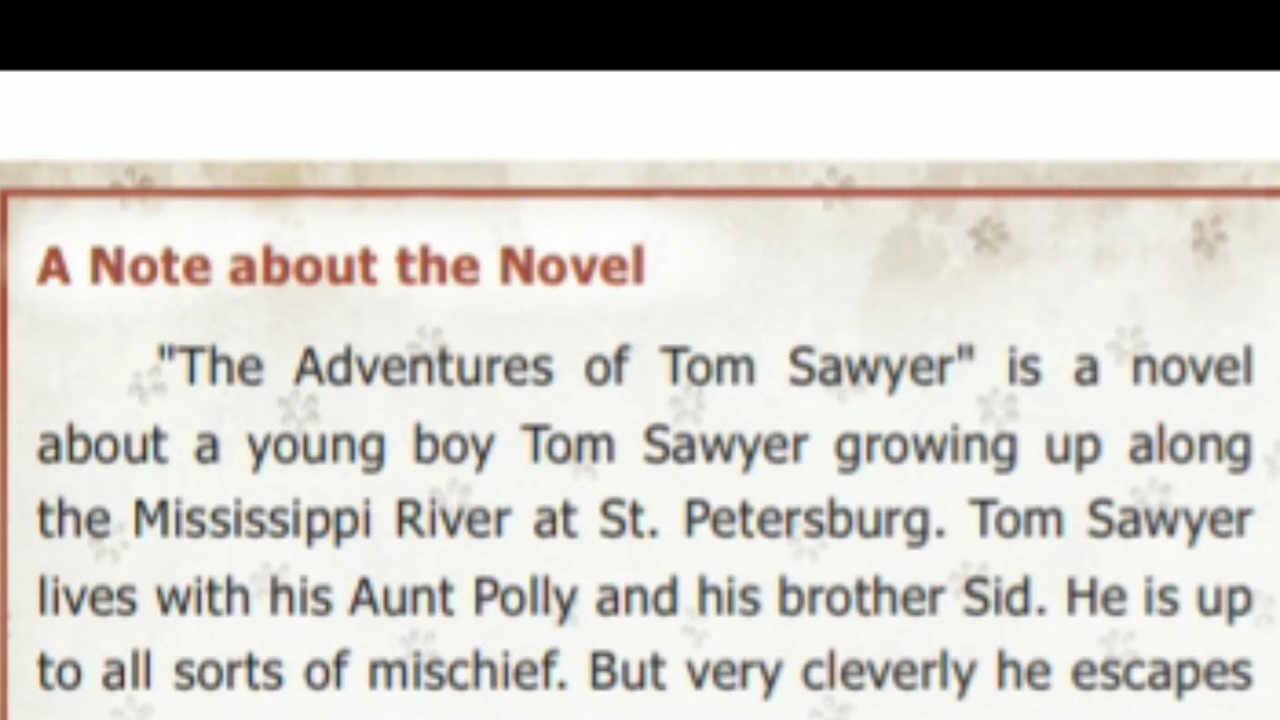 A Note about the Novel
"The Adventures of Tom Sawyer" is a novel
about a young boy Tom Sawyer growing up along
the Mississippi River at St. Petersburg. Tom Sawyer
lives with his Aunt Polly and his brother Sid. He is up
to all sorts of mischief. But very cleverly he escapes